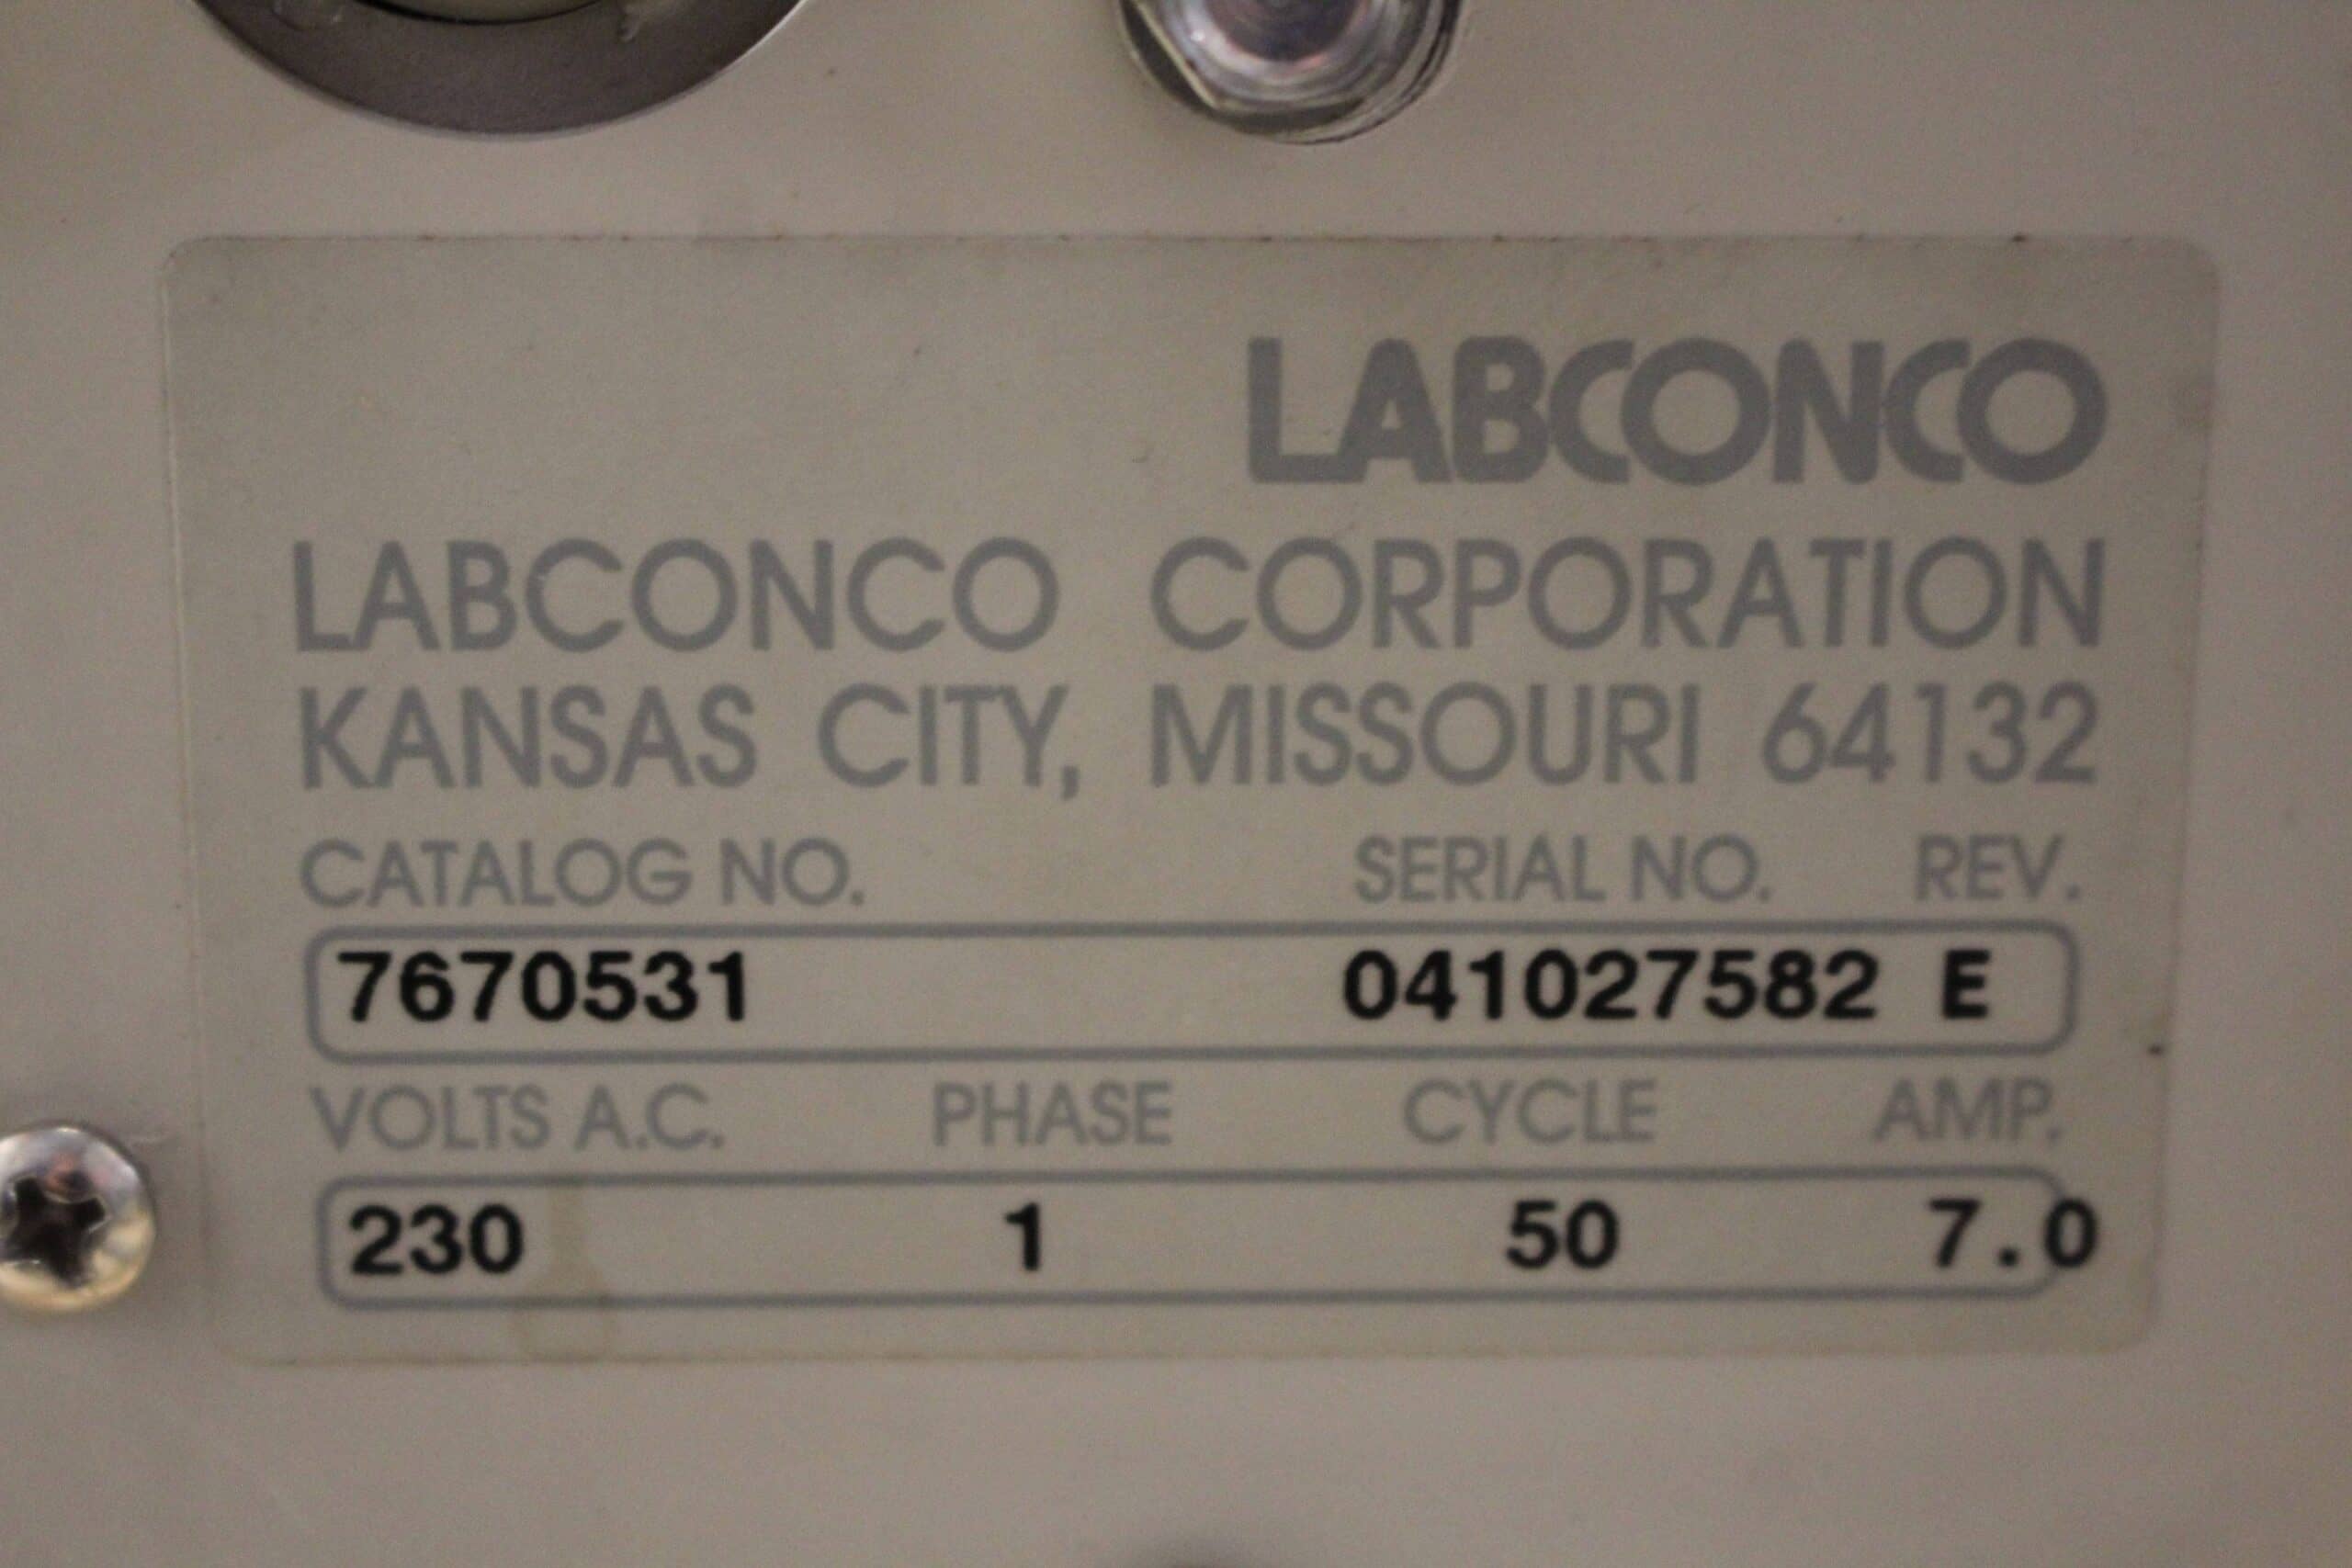 LABCONCO
LABCONCO CORPORATION
KANSAS CITY, MISSOURI 64132
CATALOG NO. SERIAL NO. REV.
7670531 041027582 E
VOLTS A.C. PHASE CYCLE AMP.
230 1 50 7.0